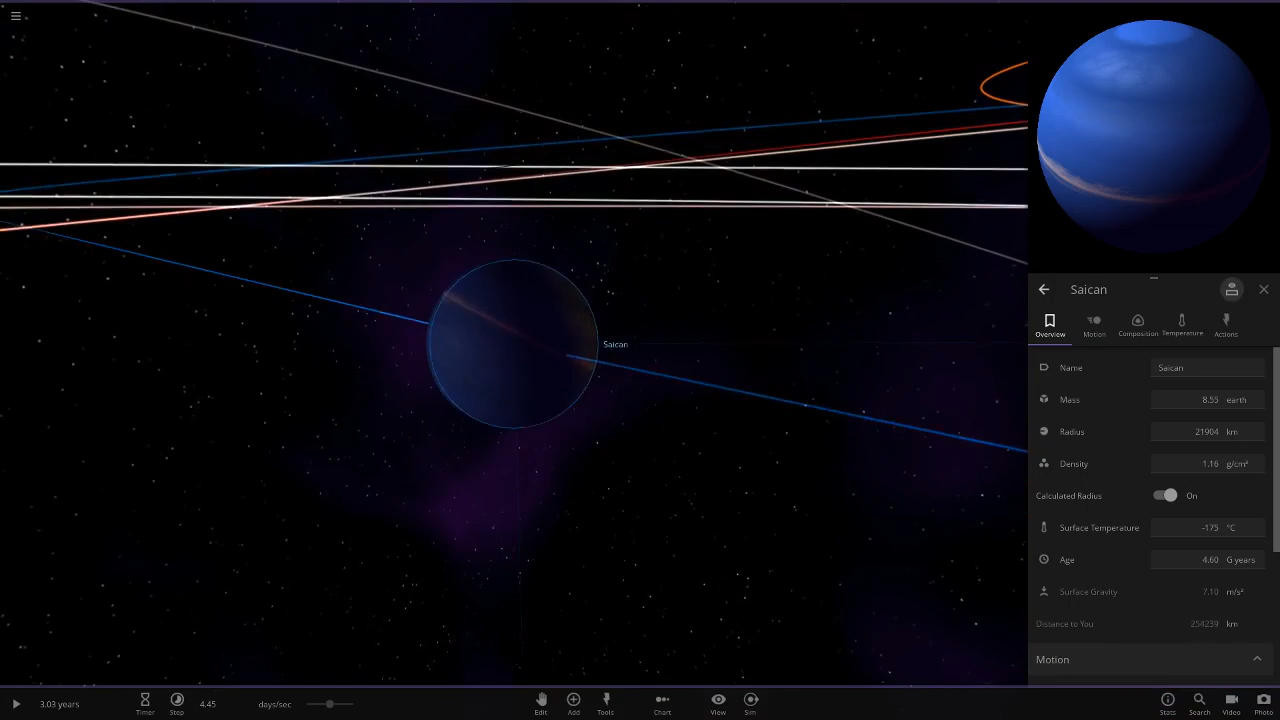 Saican
Saican
Overview
Motion
Composition
Temperature
Actions
Name Saican
Mass 8.55 earth
Radius 21904 km
Density 1.16 g/cm³
Calculated Radius On
Surface Temperature -175 °C
Age 4.60 G years
Surface Gravity 7.10 m/s²
Distance to You 254239 km
Motion
3.03 years
Timer
Step
4.45 days/sec
Edit
Add
Tools
Chart
View
Sim
Stats
Search
Video
Photo